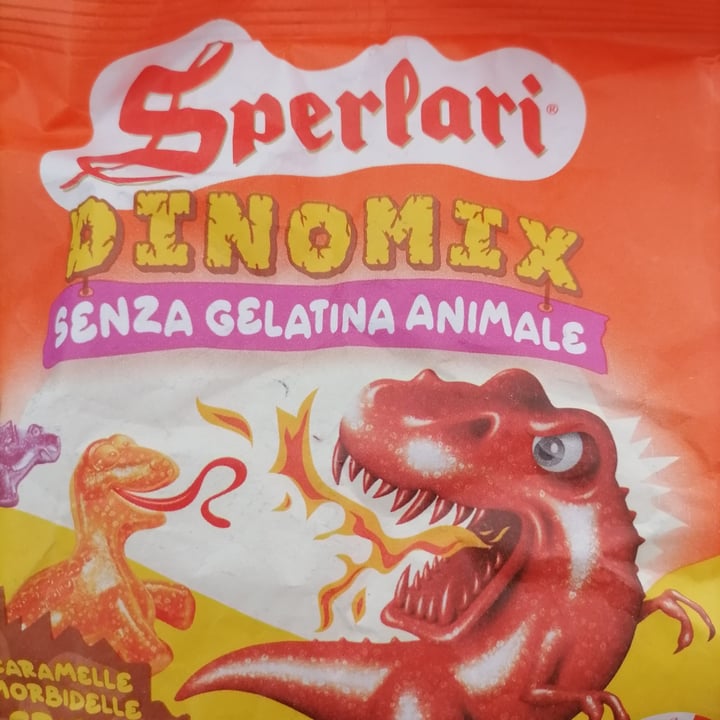 Sperlari®
DINOMIX
SENZA GELATINA ANIMALE
CARAMELLE
MORBIDELLE